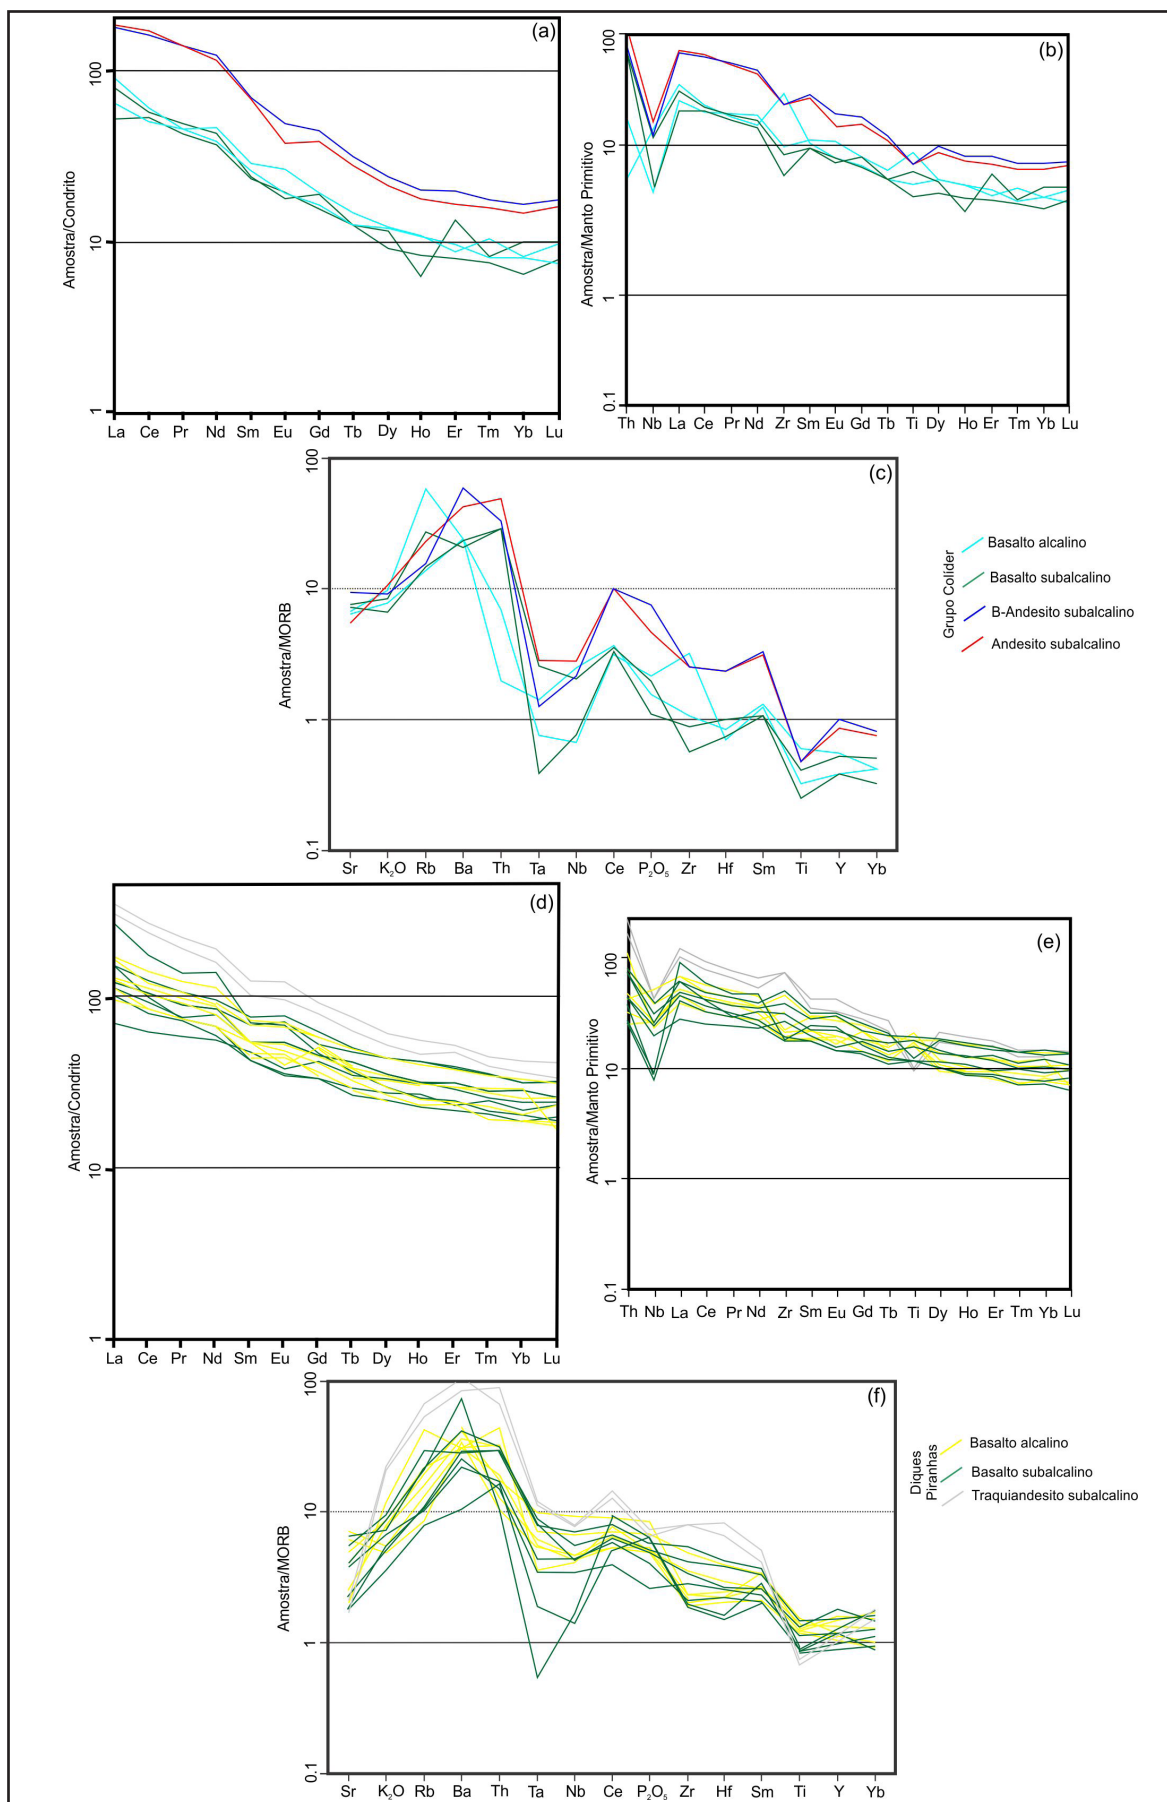 (a)
100
10
1
Amostra/Condrito
La Ce Pr Nd Sm Eu Gd Tb Dy Ho Er Tm Yb Lu
(b)
100
10
1
0.1
Amostra/Manto Primitivo
Th Nb La Ce Pr Nd Zr Sm Eu Gd Tb Ti Dy Ho Er Tm Yb Lu
(c)
100
10
1
0.1
Amostra/MORB
Sr K₂O Rb Ba Th Ta Nb Ce P₂O₅ Zr Hf Sm Ti Y Yb
Grupo Colíder
Basalto alcalino
Basalto subalcalino
B-Andesito subalcalino
Andesito subalcalino
(d)
100
10
1
Amostra/Condrito
La Ce Pr Nd Sm Eu Gd Tb Dy Ho Er Tm Yb Lu
(e)
100
10
1
0.1
Amostra/Manto Primitivo
Th Nb La Ce Pr Nd Zr Sm Eu Gd Tb Ti Dy Ho Er Tm Yb Lu
(f)
100
10
1
0.1
Amostra/MORB
Sr K₂O Rb Ba Th Ta Nb Ce P₂O₅ Zr Hf Sm Ti Y Yb
Diques
Piranhas
Basalto alcalino
Basalto subalcalino
Traquiandesito subalcalino